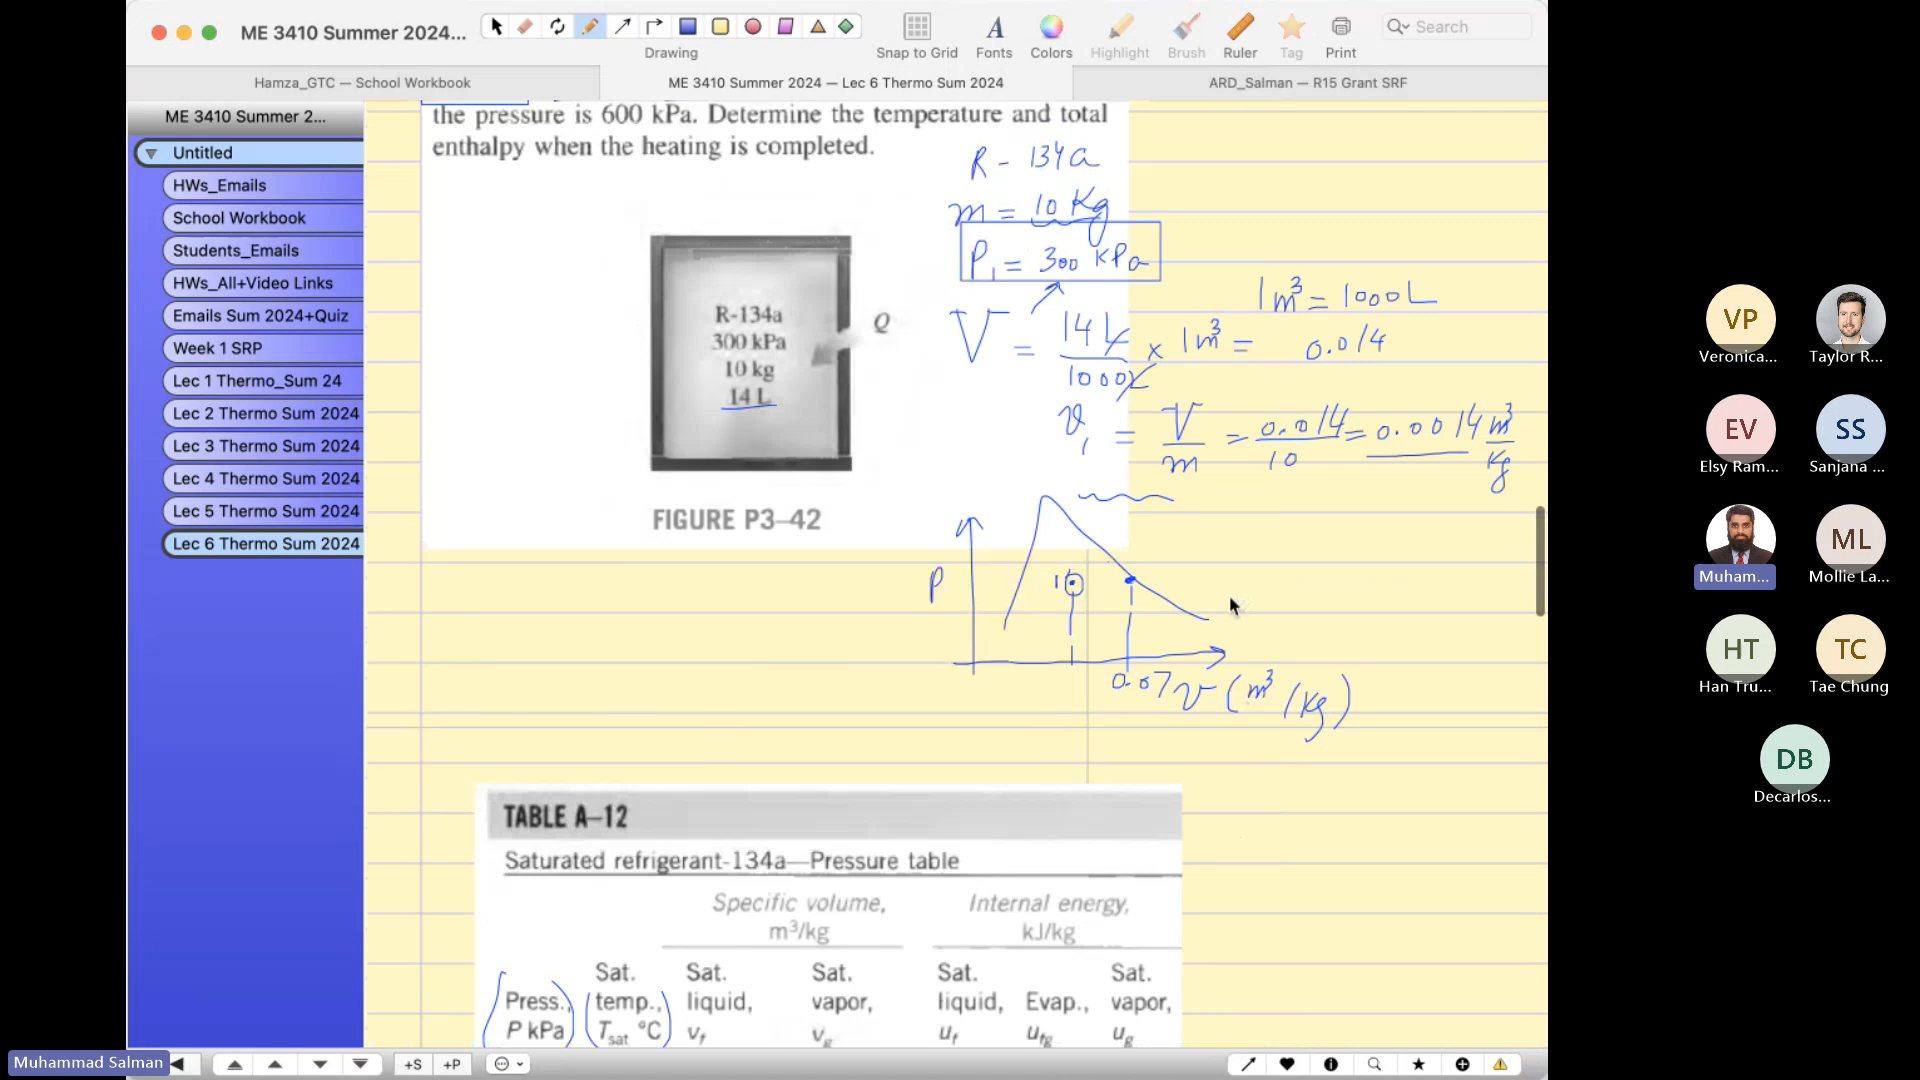 ME 3410 Summer 2024...
Drawing
Snap to Grid
Fonts
Colors
Highlight
Brush
Ruler
Tag
Print
Search
Hamza_GTC — School Workbook
ME 3410 Summer 2024 — Lec 6 Thermo Sum 2024
ARD_Salman — R15 Grant SRF
ME 3410 Summer 2...
Untitled
HWs_Emails
School Workbook
Students_Emails
HWs_All+Video Links
Emails Sum 2024+Quiz
Week 1 SRP
Lec 1 Thermo_Sum 24
Lec 2 Thermo Sum 2024
Lec 3 Thermo Sum 2024
Lec 4 Thermo Sum 2024
Lec 5 Thermo Sum 2024
Lec 6 Thermo Sum 2024
the pressure is 600 kPa. Determine the temperature and total
enthalpy when the heating is completed.
R-134a
300 kPa
10 kg
14 L
Q
FIGURE P3–42
R - 134a
m = 10 Kg
P₁ = 300 KPa
1m³ = 1000L
V = 14 L / 1000L x 1m³ = 0.014
v₁ = V/m = 0.014/10 = 0.0014 m³/Kg
P
1
0.07 v (m³/Kg)
TABLE A–12
Saturated refrigerant-134a—Pressure table
Specific volume,
m³/kg
Internal energy,
kJ/kg
Press.,
P kPa
Sat.
temp.,
Tsat °C
Sat.
liquid,
vf
Sat.
vapor,
vg
Sat.
liquid,
uf
Evap.,
ufg
Sat.
vapor,
ug
+S
+P
Muhammad Salman
VP
Veronica...
Taylor R...
EV
Elsy Ram...
SS
Sanjana ...
Muham...
ML
Mollie La...
HT
Han Tru...
TC
Tae Chung
DB
Decarlos...